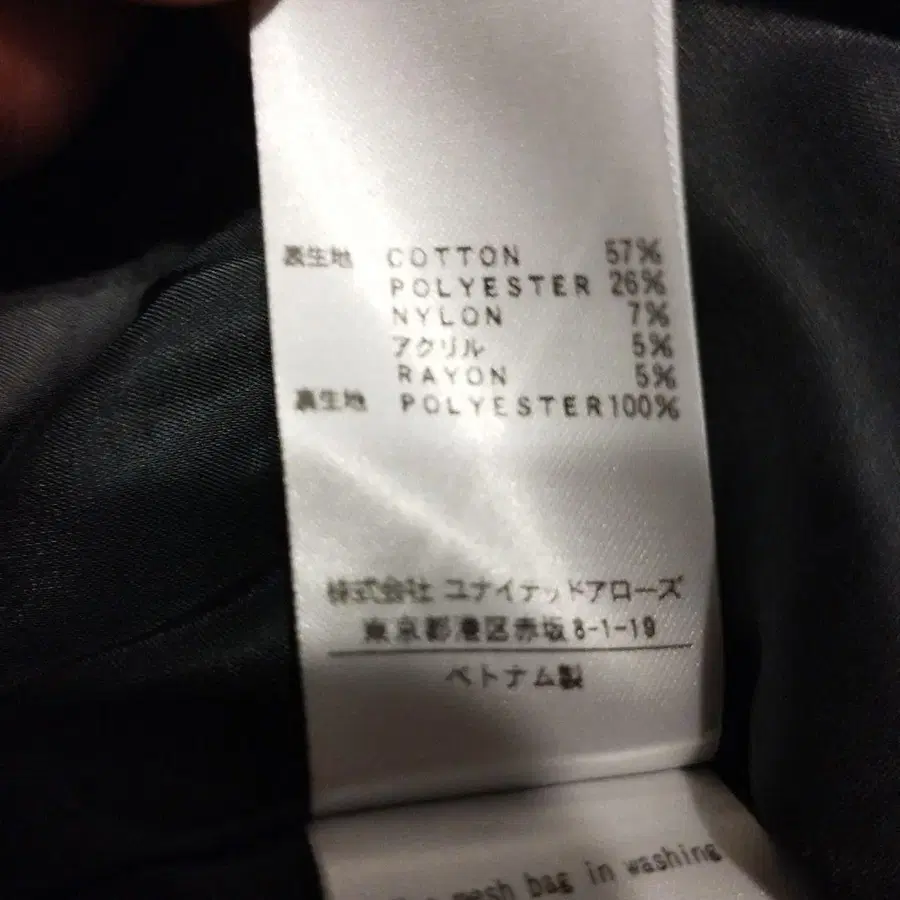 表生地 COTTON 57%
POLYESTER 26%
NYLON 7%
アクリル 5%
RAYON 5%
裏生地 POLYESTER 100%
株式会社 ユナイテッドアローズ
東京都港区赤坂8-1-19
ベトナム製
mesh bag in washing